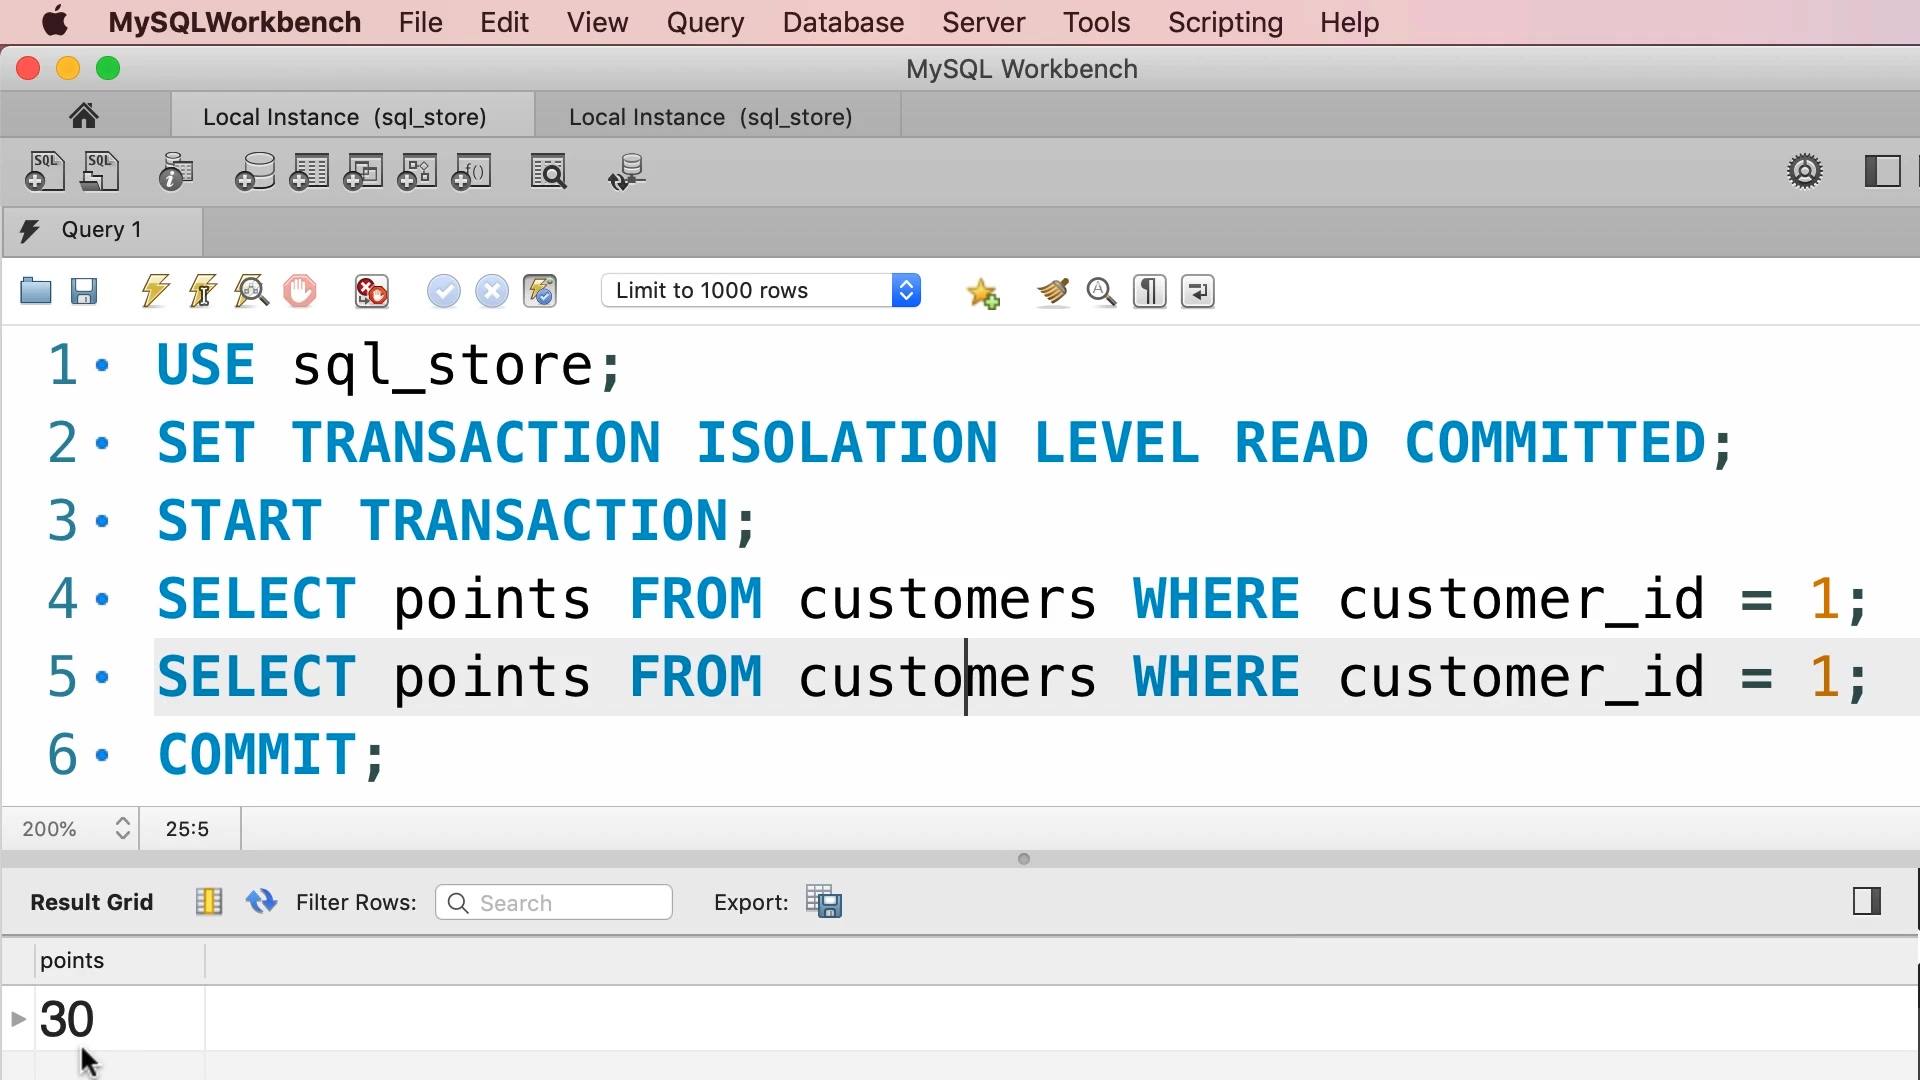 MySQLWorkbench File Edit View Query Database Server Tools Scripting Help
MySQL Workbench
Local Instance (sql_store) Local Instance (sql_store)
Query 1
Limit to 1000 rows
1 USE sql_store;
2 SET TRANSACTION ISOLATION LEVEL READ COMMITTED;
3 START TRANSACTION;
4 SELECT points FROM customers WHERE customer_id = 1;
5 SELECT points FROM customers WHERE customer_id = 1;
6 COMMIT;
200% 25:5
Result Grid Filter Rows: Search Export:
points
30